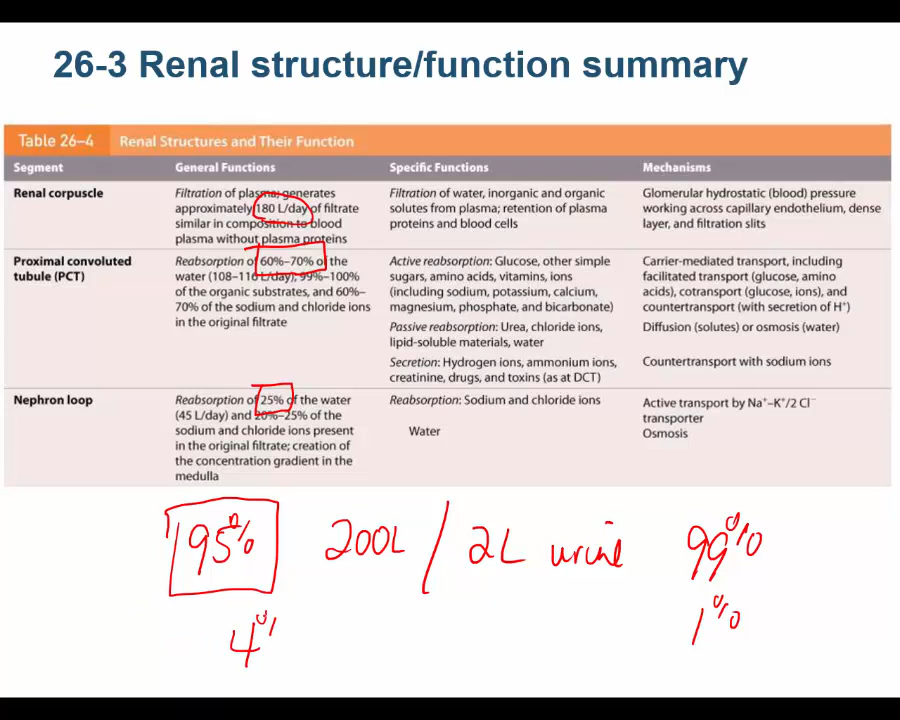 26-3 Renal structure/function summary
Table 26–4 Renal Structures and Their Function
Segment General Functions Specific Functions Mechanisms
Renal corpuscle
Filtration of plasma; generates
approximately 180 L/day of filtrate
similar in composition to blood
plasma without plasma proteins
Filtration of water, inorganic and organic
solutes from plasma; retention of plasma
proteins and blood cells
Glomerular hydrostatic (blood) pressure
working across capillary endothelium, dense
layer, and filtration slits
Proximal convoluted
tubule (PCT)
Reabsorption of 60%–70% of the
water (108–116 L/day), 99%–100%
of the organic substrates, and 60%–
70% of the sodium and chloride ions
in the original filtrate
Active reabsorption: Glucose, other simple
sugars, amino acids, vitamins, ions
(including sodium, potassium, calcium,
magnesium, phosphate, and bicarbonate)
Passive reabsorption: Urea, chloride ions,
lipid-soluble materials, water
Secretion: Hydrogen ions, ammonium ions,
creatinine, drugs, and toxins (as at DCT)
Carrier-mediated transport, including
facilitated transport (glucose, amino
acids), cotransport (glucose, ions), and
countertransport (with secretion of H⁺)
Diffusion (solutes) or osmosis (water)
Countertransport with sodium ions
Nephron loop
Reabsorption of 25% of the water
(45 L/day) and 20%–25% of the
sodium and chloride ions present
in the original filtrate; creation of
the concentration gradient in the
medulla
Reabsorption: Sodium and chloride ions
Water
Active transport by Na⁺–K⁺/2 Cl⁻
transporter
Osmosis
95% 200L / 2L urine 99%
4% 1%